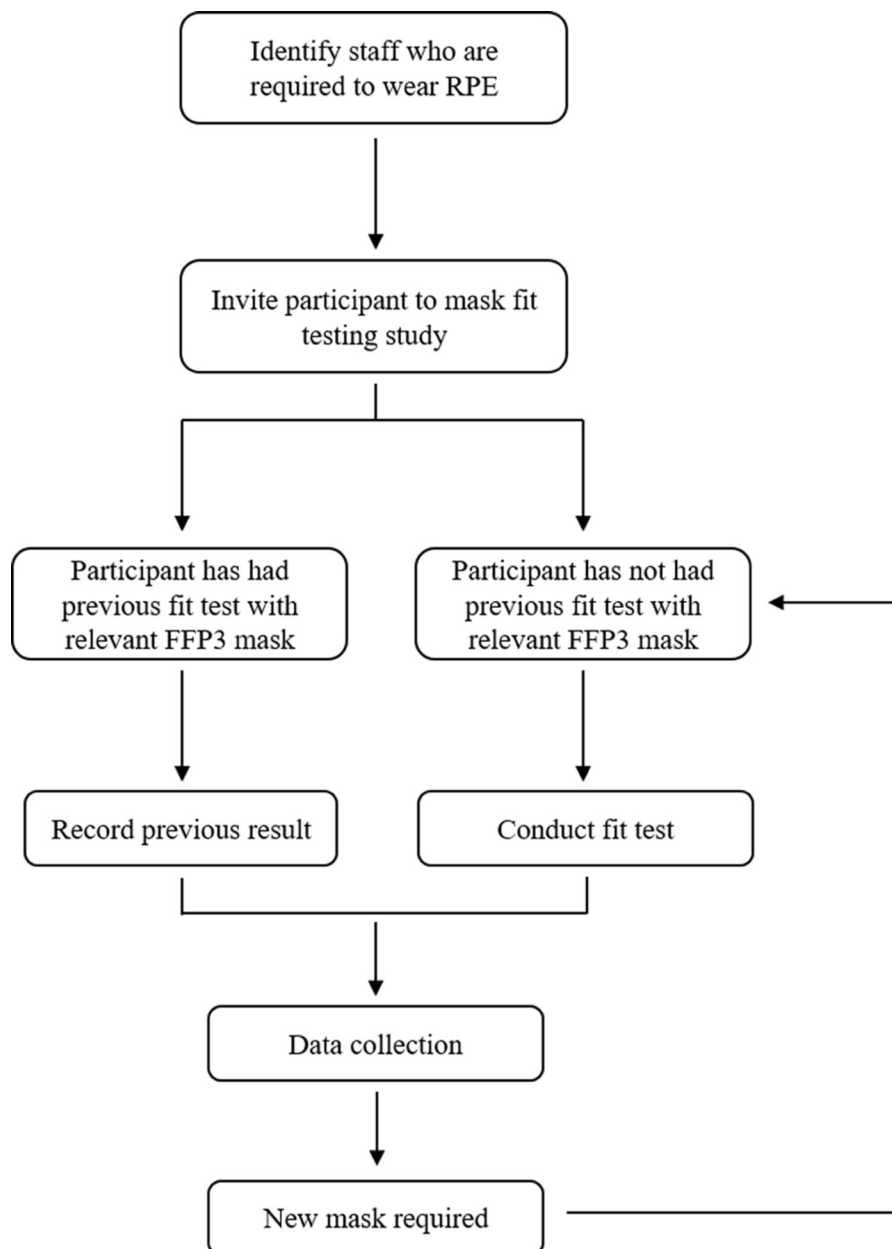 Identify staff who are
required to wear RPE
Invite participant to mask fit
testing study
Participant has had
previous fit test with
relevant FFP3 mask
Participant has not had
previous fit test with
relevant FFP3 mask
Record previous result
Conduct fit test
Data collection
New mask required